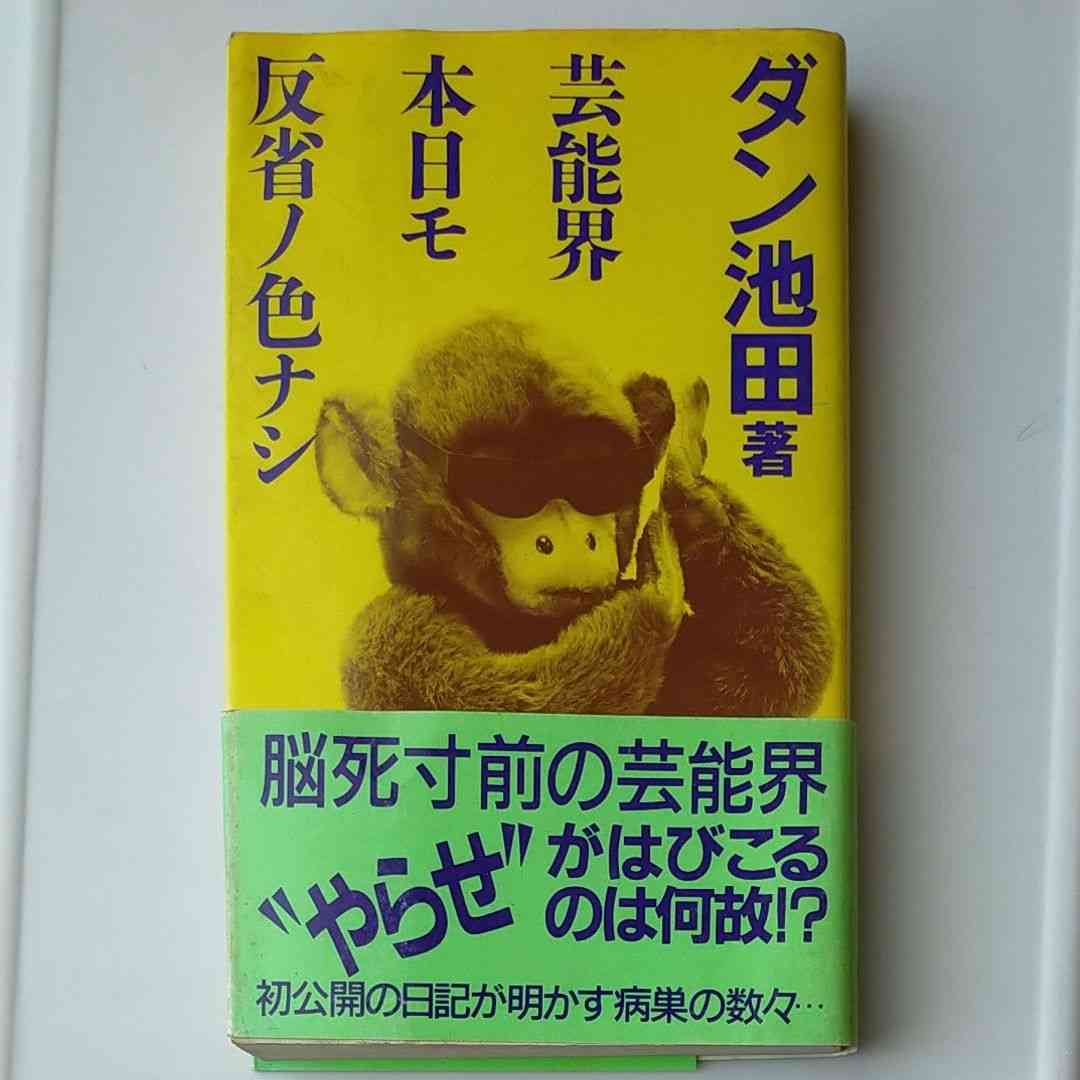 ダン池田著
芸能界
本日モ
反省ノ色ナシ
脳死寸前の芸能界
〝やらせ〟がはびこる
のは何故!?
初公開の日記が明かす病巣の数々…